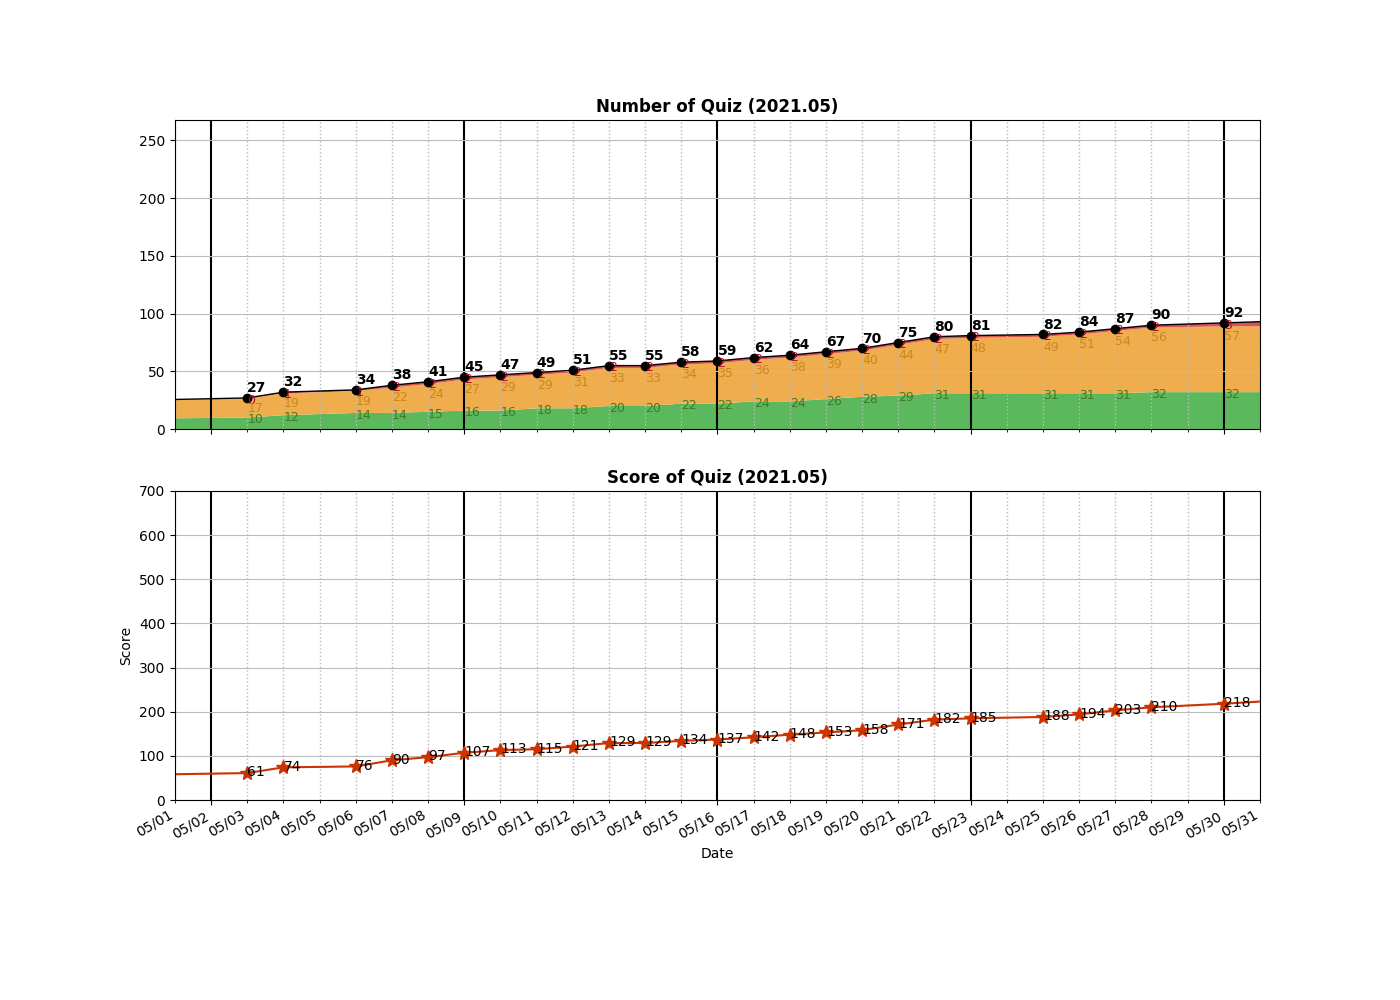 Number of Quiz (2021.05)
250
200
150
100
50
0
27 32 34 38 41 45 47 49 51 55 55 58 59 62 64 67 70 75 80 81 82 84 87 90 92
17 19 19 22 24 27 29 29 31 33 33 34 35 36 38 39 40 44 47 48 49 51 54 56 57
10 12 14 14 15 16 16 18 18 20 20 22 22 24 24 26 28 29 31 31 31 31 31 32 32
Score of Quiz (2021.05)
Score
700
600
500
400
300
200
100
0
61 74 76 90 97 107 113 115 121 129 129 134 137 142 148 153 158 171 182 185 188 194 203 210 218
05/01 05/02 05/03 05/04 05/05 05/06 05/07 05/08 05/09 05/10 05/11 05/12 05/13 05/14 05/15 05/16 05/17 05/18 05/19 05/20 05/21 05/22 05/23 05/24 05/25 05/26 05/27 05/28 05/29 05/30 05/31
Date